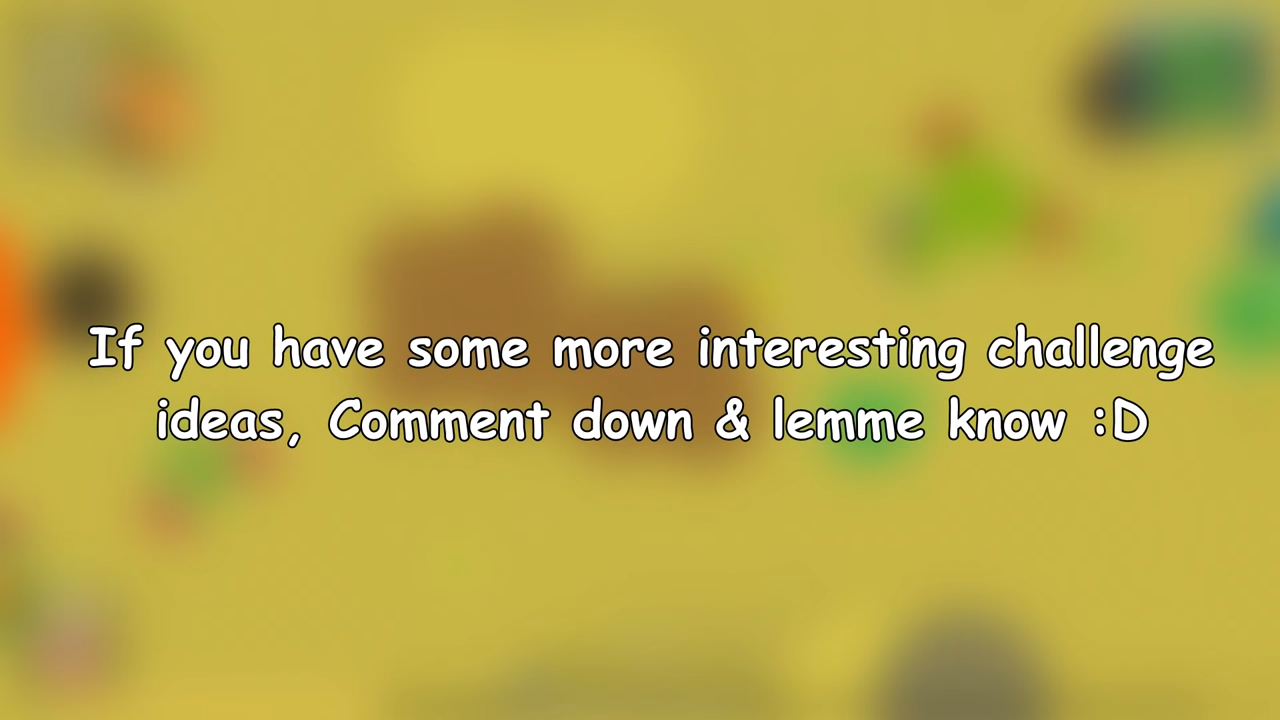 If you have some more interesting challenge
ideas, Comment down & lemme know :D